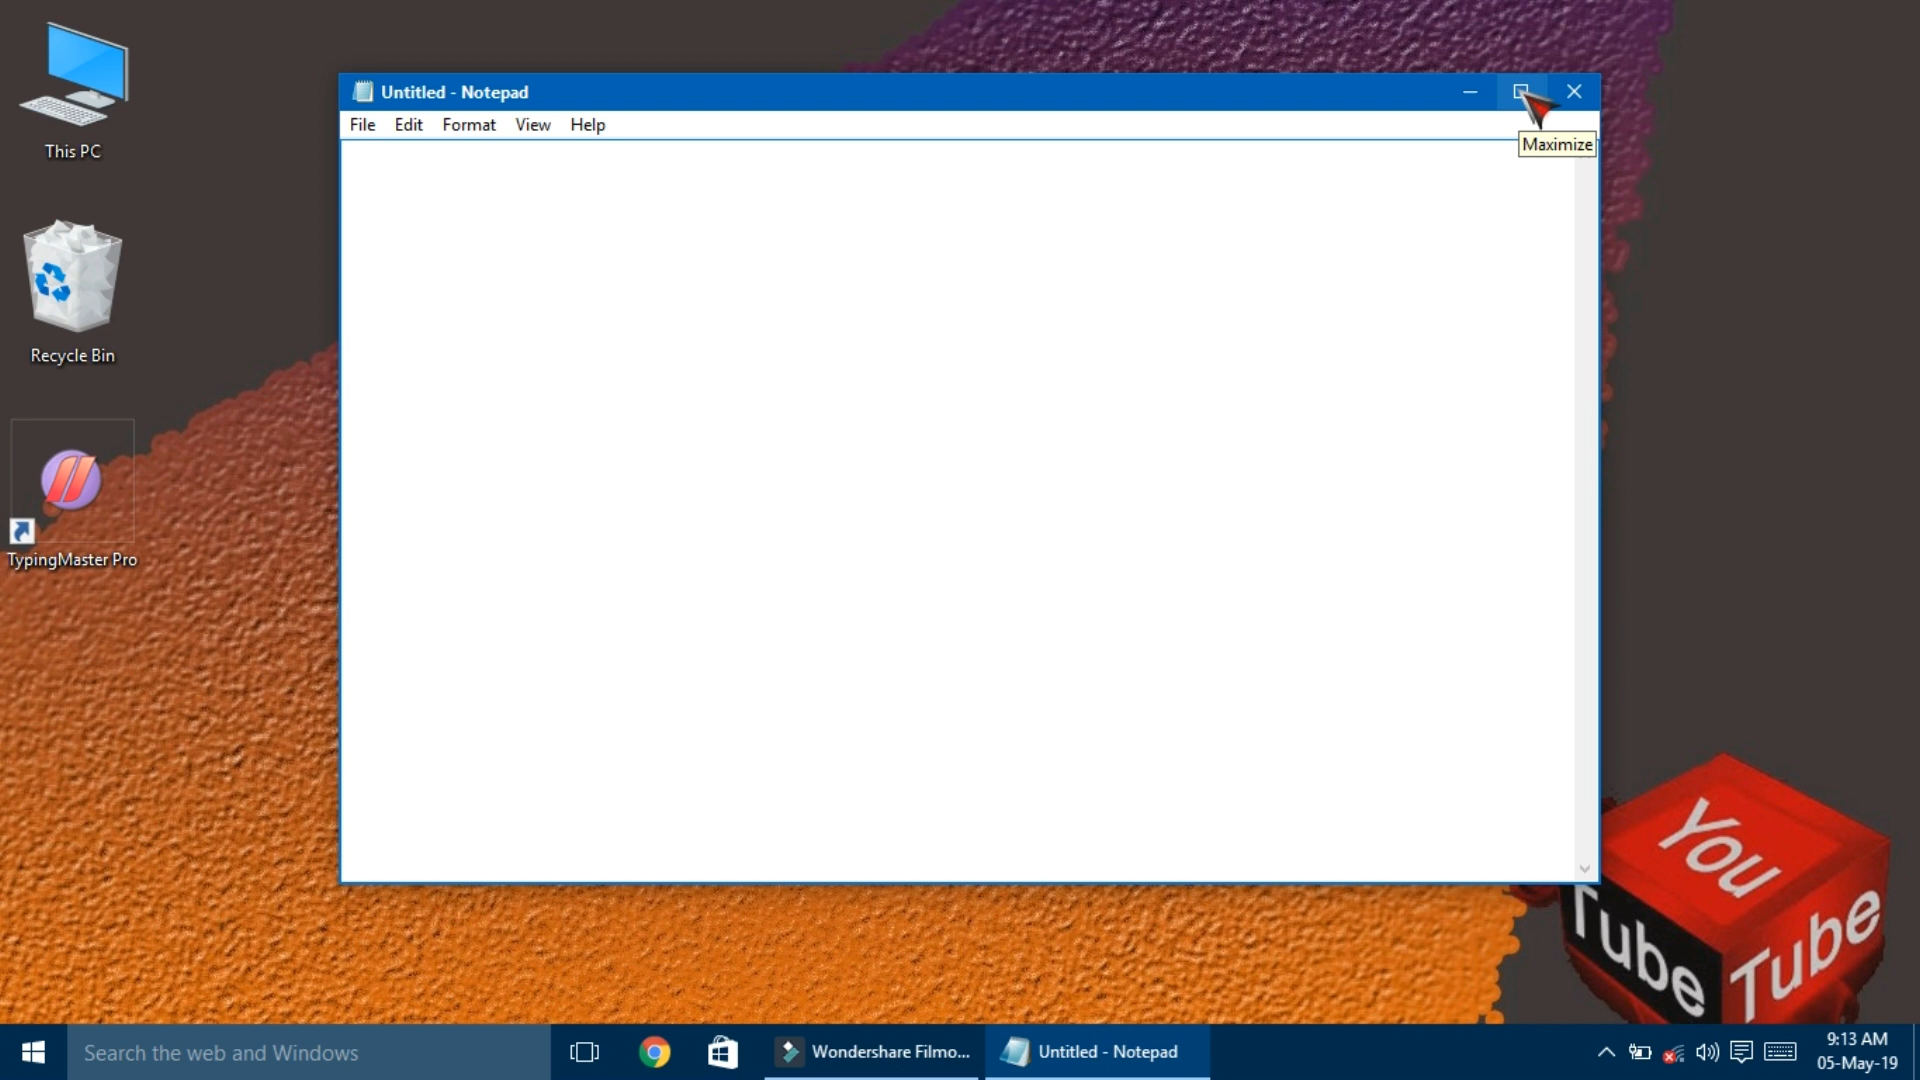 This PC
Recycle Bin
TypingMaster Pro
Untitled - Notepad
File Edit Format View Help
Maximize
You
Tube
Tube
Search the web and Windows
Wondershare Filmo...
Untitled - Notepad
9:13 AM
05-May-19